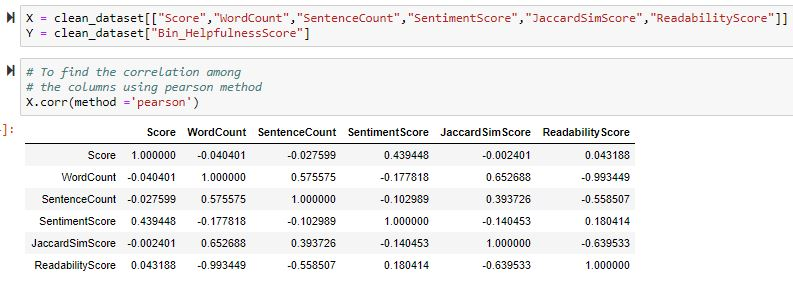 X = clean_dataset[["Score","WordCount","SentenceCount","SentimentScore","JaccardSimScore","ReadabilityScore"]]
Y = clean_dataset["Bin_HelpfulnessScore"]
# To find the correlation among
# the columns using pearson method
X.corr(method ='pearson')
]:
Score WordCount SentenceCount SentimentScore JaccardSimScore ReadabilityScore
Score 1.000000 -0.040401 -0.027599 0.439448 -0.002401 0.043188
WordCount -0.040401 1.000000 0.575575 -0.177818 0.652688 -0.993449
SentenceCount -0.027599 0.575575 1.000000 -0.102989 0.393726 -0.558507
SentimentScore 0.439448 -0.177818 -0.102989 1.000000 -0.140453 0.180414
JaccardSimScore -0.002401 0.652688 0.393726 -0.140453 1.000000 -0.639533
ReadabilityScore 0.043188 -0.993449 -0.558507 0.180414 -0.639533 1.000000